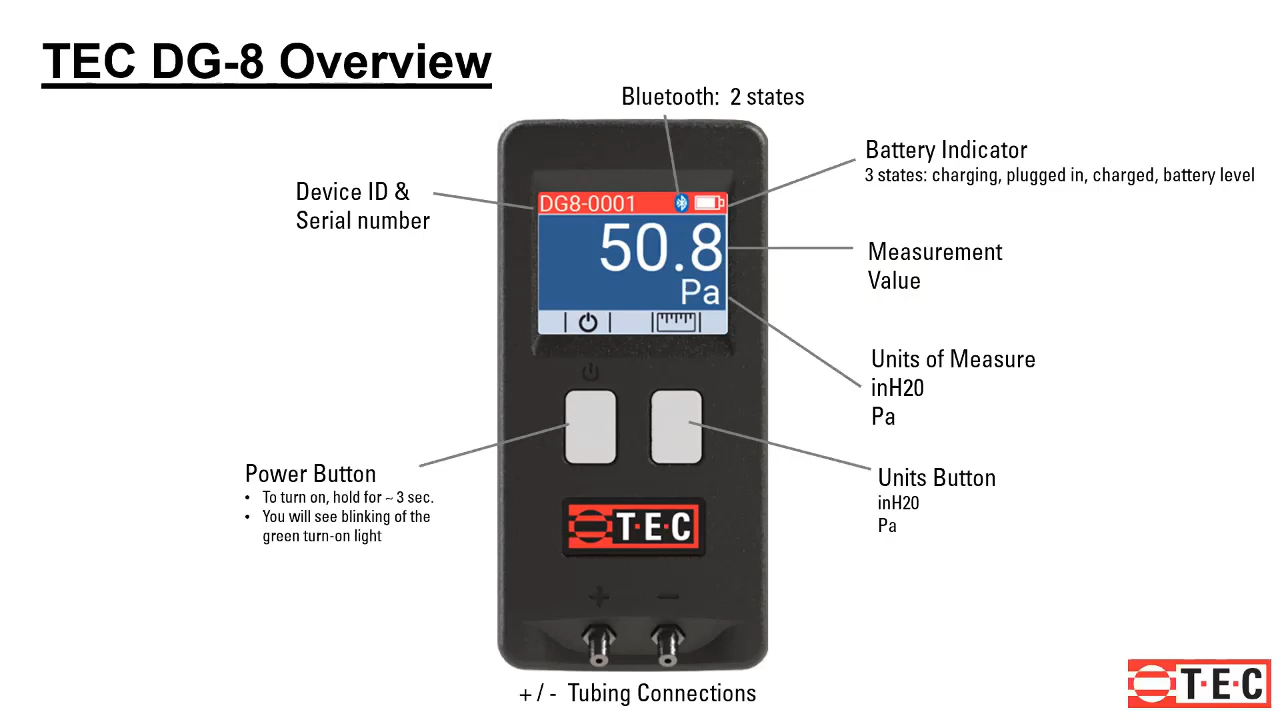 TEC DG-8 Overview
Bluetooth: 2 states
Battery Indicator
3 states: charging, plugged in, charged, battery level
Device ID &
Serial number
DG8-0001
50.8
Pa
Measurement
Value
Units of Measure
inH20
Pa
Power Button
• To turn on, hold for ~ 3 sec.
• You will see blinking of the
green turn-on light
Units Button
inH20
Pa
T·E·C
+ −
+ / - Tubing Connections
T·E·C